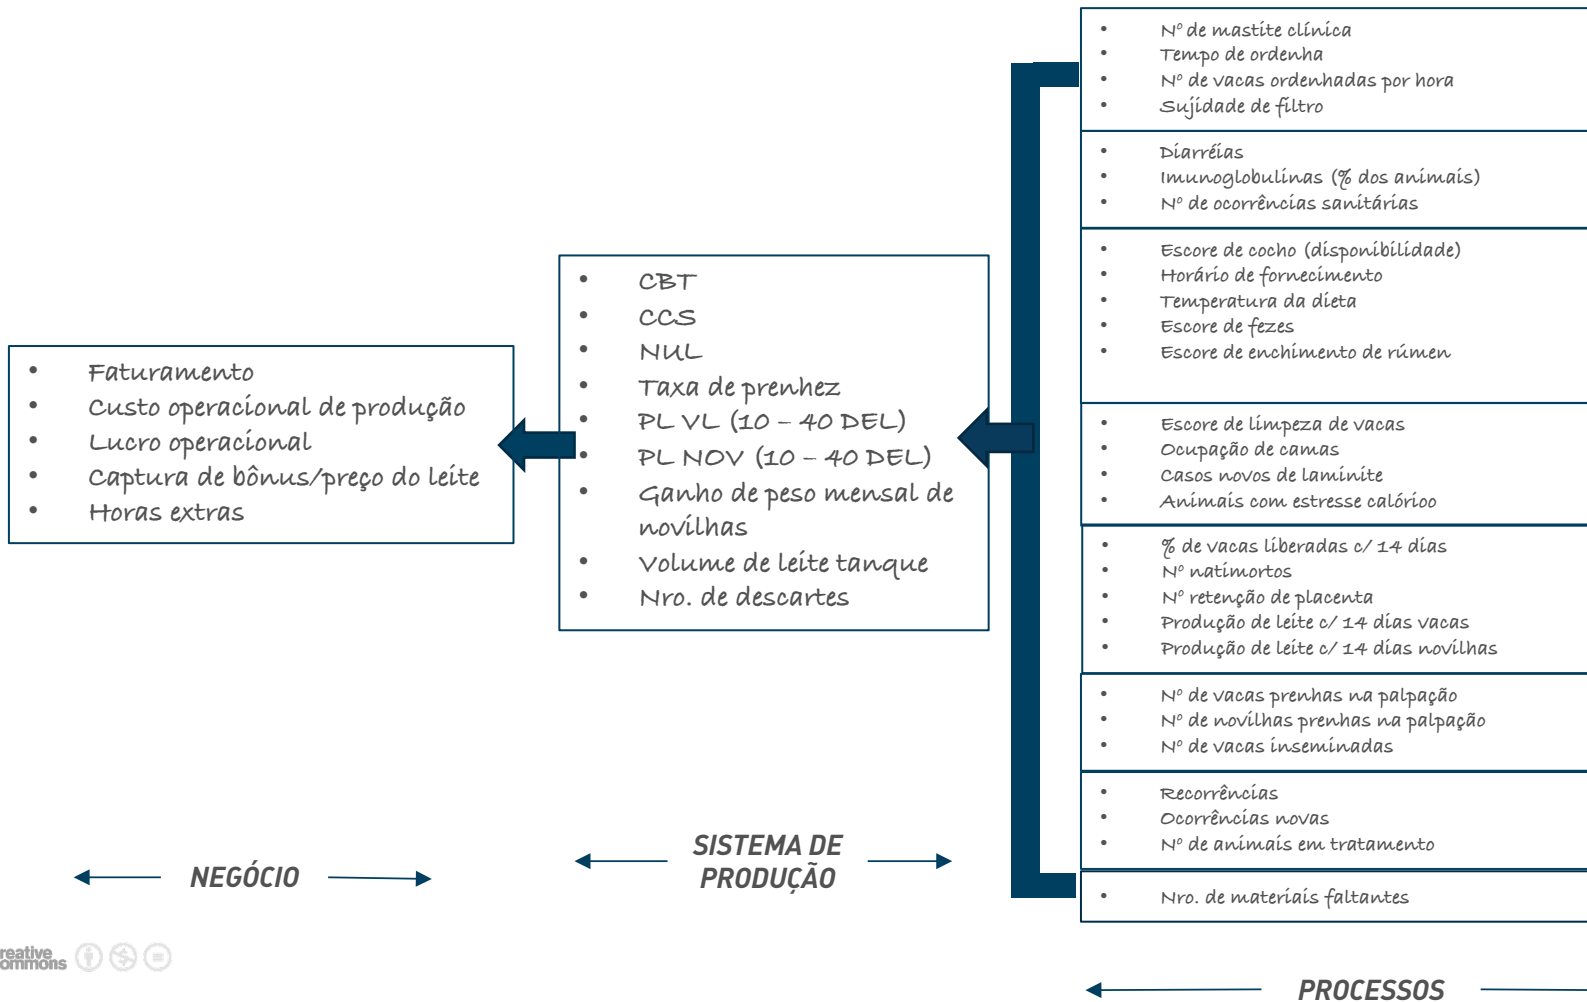 • Faturamento
• Custo operacional de produção
• Lucro operacional
• Captura de bônus/preço do leite
• Horas extras
NEGÓCIO
• CBT
• CCS
• NUL
• Taxa de prenhez
• PL VL (10 – 40 DEL)
• PL NOV (10 – 40 DEL)
• Ganho de peso mensal de
novilhas
• Volume de leite tanque
• Nro. de descartes
SISTEMA DE
PRODUÇÃO
• Nº de mastite clínica
• Tempo de ordenha
• Nº de vacas ordenhadas por hora
• Sujidade de filtro
• Diarréias
• Imunoglobulinas (% dos animais)
• Nº de ocorrências sanitárias
• Escore de cocho (disponibilidade)
• Horário de fornecimento
• Temperatura da dieta
• Escore de fezes
• Escore de enchimento de rúmen
• Escore de limpeza de vacas
• Ocupação de camas
• Casos novos de laminite
• Animais com estresse calórioo
• % de vacas liberadas c/ 14 dias
• Nº natimortos
• Nº retenção de placenta
• Produção de leite c/ 14 dias vacas
• Produção de leite c/ 14 dias novilhas
• Nº de vacas prenhas na palpação
• Nº de novilhas prenhas na palpação
• Nº de vacas inseminadas
• Recorrências
• Ocorrências novas
• Nº de animais em tratamento
• Nro. de materiais faltantes
PROCESSOS
reative
ommons